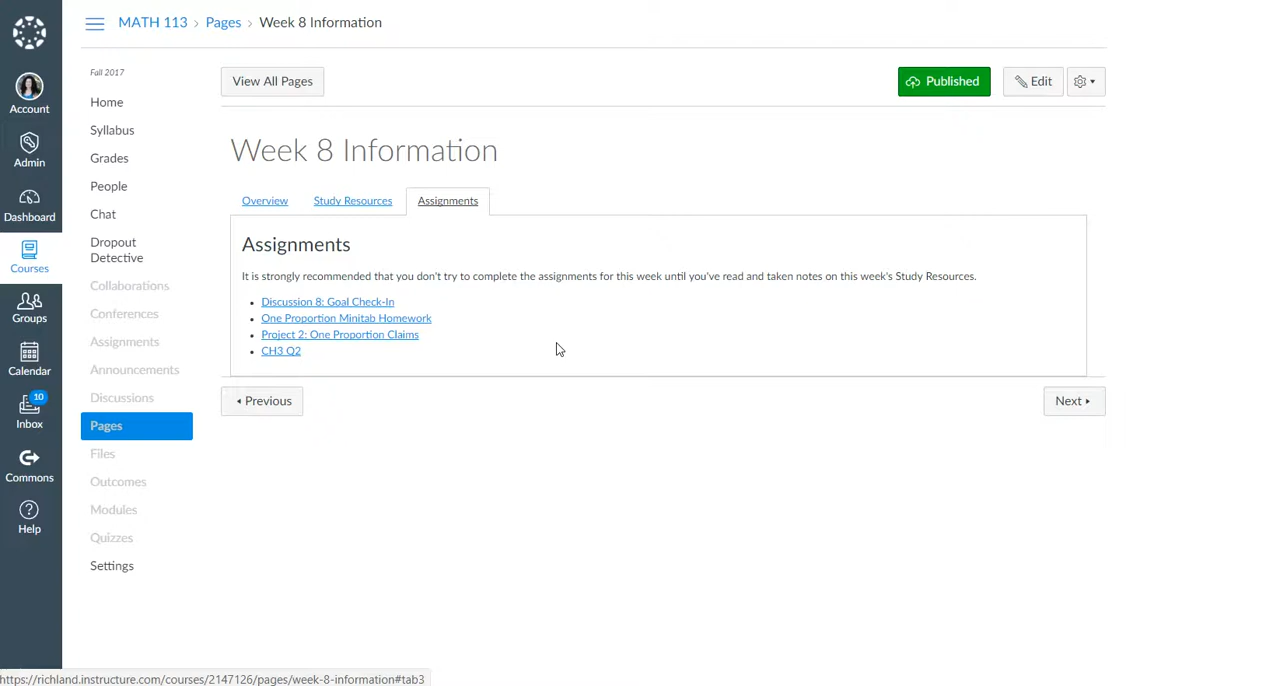 MATH 113 › Pages › Week 8 Information
Account
Admin
Dashboard
Courses
Groups
Calendar
10
Inbox
Commons
Help
Fall 2017
Home
Syllabus
Grades
People
Chat
Dropout
Detective
Collaborations
Conferences
Assignments
Announcements
Discussions
Pages
Files
Outcomes
Modules
Quizzes
Settings
View All Pages
Published
Edit
Week 8 Information
Overview Study Resources Assignments
Assignments
It is strongly recommended that you don't try to complete the assignments for this week until you've read and taken notes on this week's Study Resources.
Discussion 8: Goal Check-In
One Proportion Minitab Homework
Project 2: One Proportion Claims
CH3 Q2
Previous
Next
https://richland.instructure.com/courses/2147126/pages/week-8-information#tab3